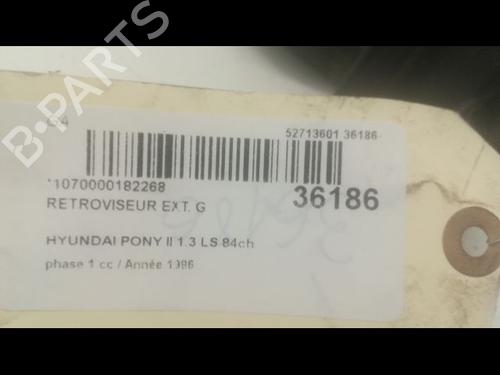 52713601 36186
*1070000182268
36186
RETROVISEUR EXT. G
HYUNDAI PONY II 1.3 LS 84ch
phase 1 cc / Année 1986
36186
B-PARTS